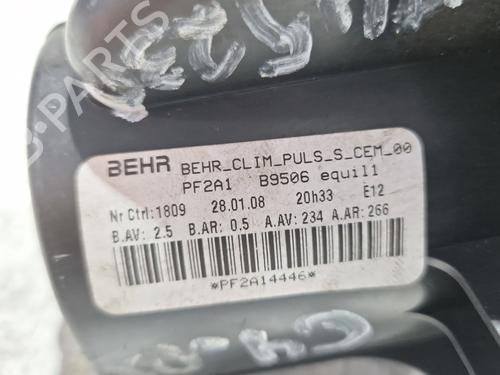 B-PARTS
BEHR BEHR_CLIM_PULS_S_CEM_00
PF2A1 B9506 equil1
Nr Ctrl:1809 28.01.08 20h33 E12
B.AV: 2.5 B.AR: 0.5 A.AV: 234 A.AR: 266
*PF2A14446*